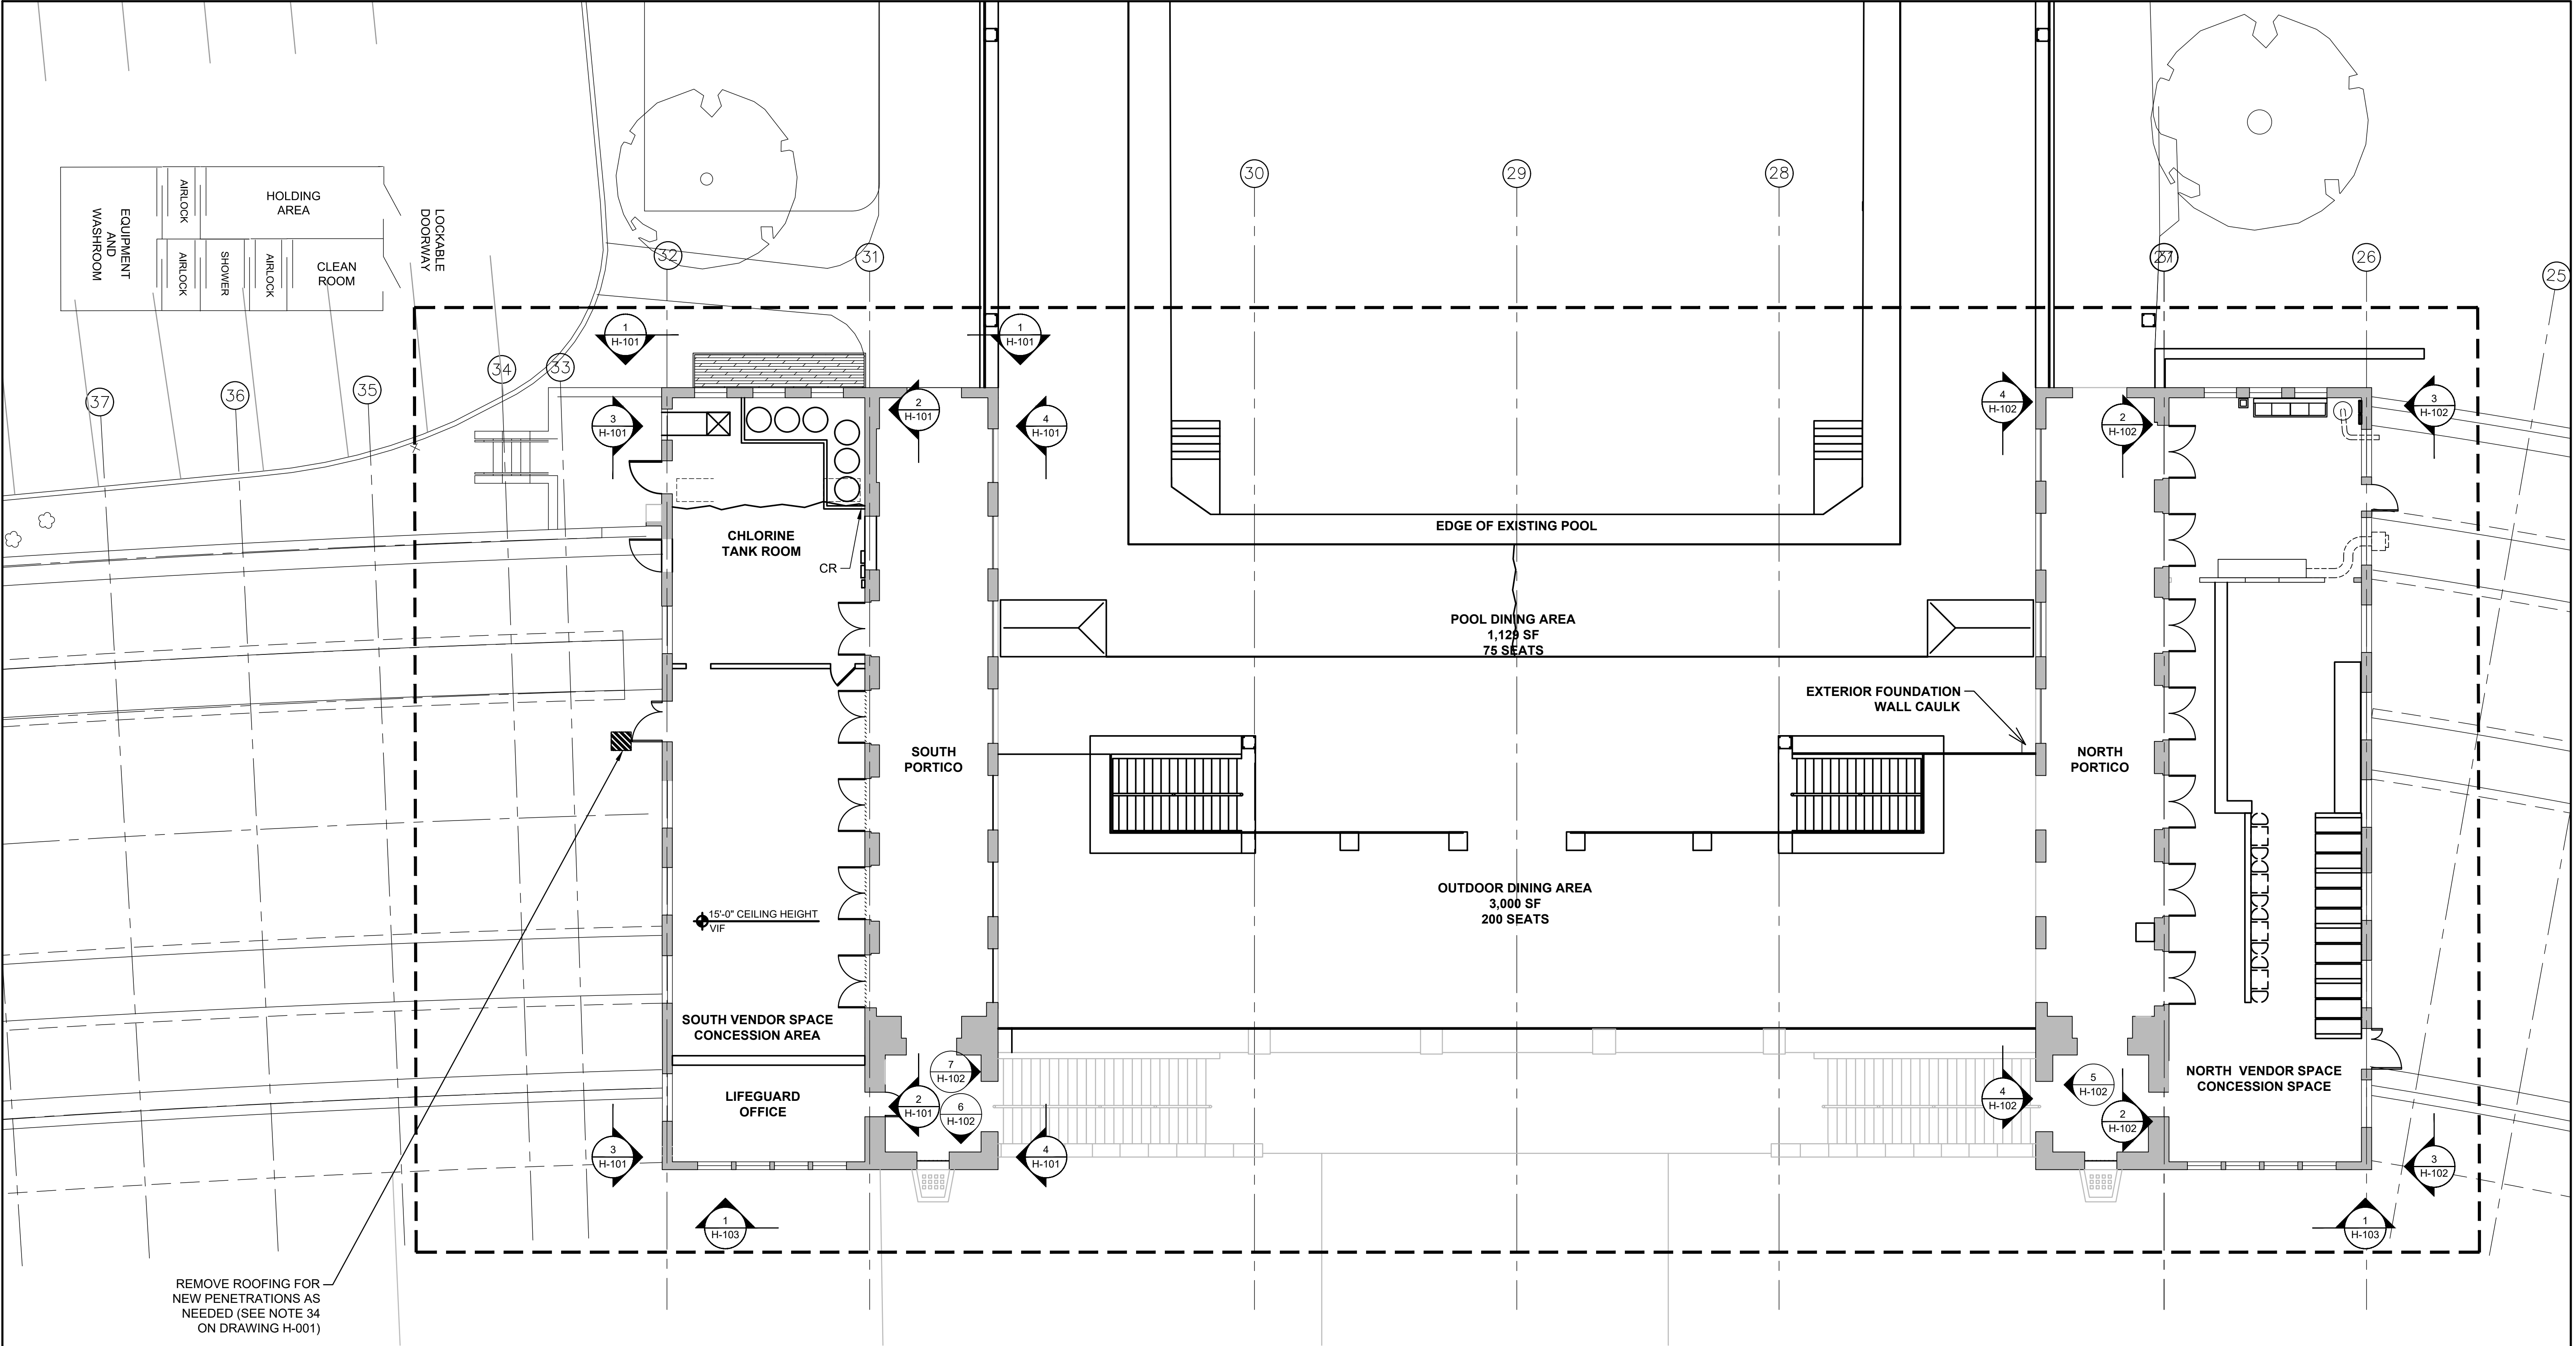 30
29
28
32
31
26
25
AIRLOCK
HOLDING
AREA
EQUIPMENT
AND
WASHROOM
LOCKABLE
DOORWAY
AIRLOCK
SHOWER
AIRLOCK
CLEAN
ROOM
1
H-101
1
H-101
34
33
37
36
35
3
H-101
2
H-101
4
H-101
4
H-102
2
H-102
3
H-102
EDGE OF EXISTING POOL
CHLORINE
TANK ROOM
CR
POOL DINING AREA
1,129 SF
75 SEATS
EXTERIOR FOUNDATION
WALL CAULK
SOUTH
PORTICO
NORTH
PORTICO
OUTDOOR DINING AREA
3,000 SF
200 SEATS
15'-0" CEILING HEIGHT
VIF
SOUTH VENDOR SPACE
CONCESSION AREA
7
H-102
5
H-102
NORTH VENDOR SPACE
CONCESSION SPACE
LIFEGUARD
OFFICE
2
H-101
6
H-102
4
H-102
2
H-102
3
H-101
4
H-101
3
H-102
1
H-103
1
H-103
REMOVE ROOFING FOR
NEW PENETRATIONS AS
NEEDED (SEE NOTE 34
ON DRAWING H-001)